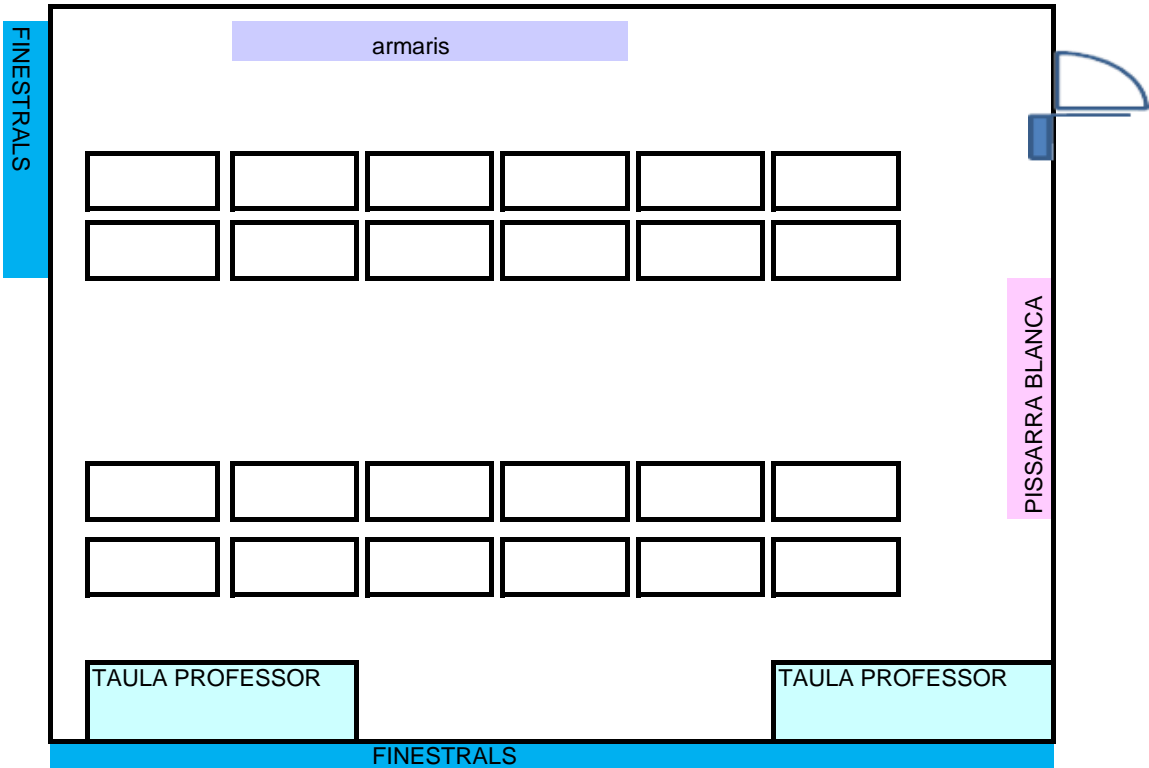 armaris
FINESTRALS
PISSARRA BLANCA
TAULA PROFESSOR
TAULA PROFESSOR
FINESTRALS